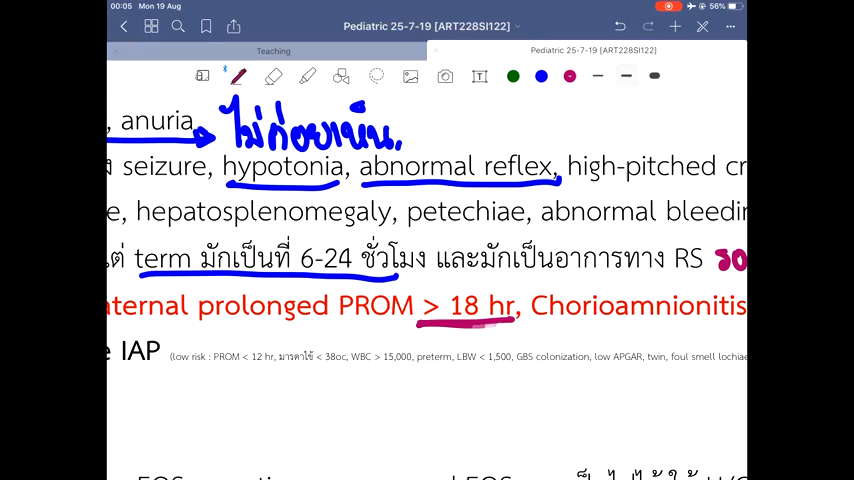 00:05 Mon 19 Aug 56%
Pediatric 25-7-19 [ART228SI122]
Teaching
Pediatric 25-7-19 [ART228SI122]
, anuria ไม่ค่อยเห็น.
seizure, hypotonia, abnormal reflex, high-pitched cr
e, hepatosplenomegaly, petechiae, abnormal bleedin
แต่ term มักเป็นที่ 6-24 ชั่วโมง และมักเป็นอาการทาง RS
aternal prolonged PROM > 18 hr, Chorioamnionitis
e IAP (low risk : PROM < 12 hr, มารดาไข้ < 38oc, WBC > 15,000, preterm, LBW < 1,500, GBS colonization, low APGAR, twin, foul smell lochiae